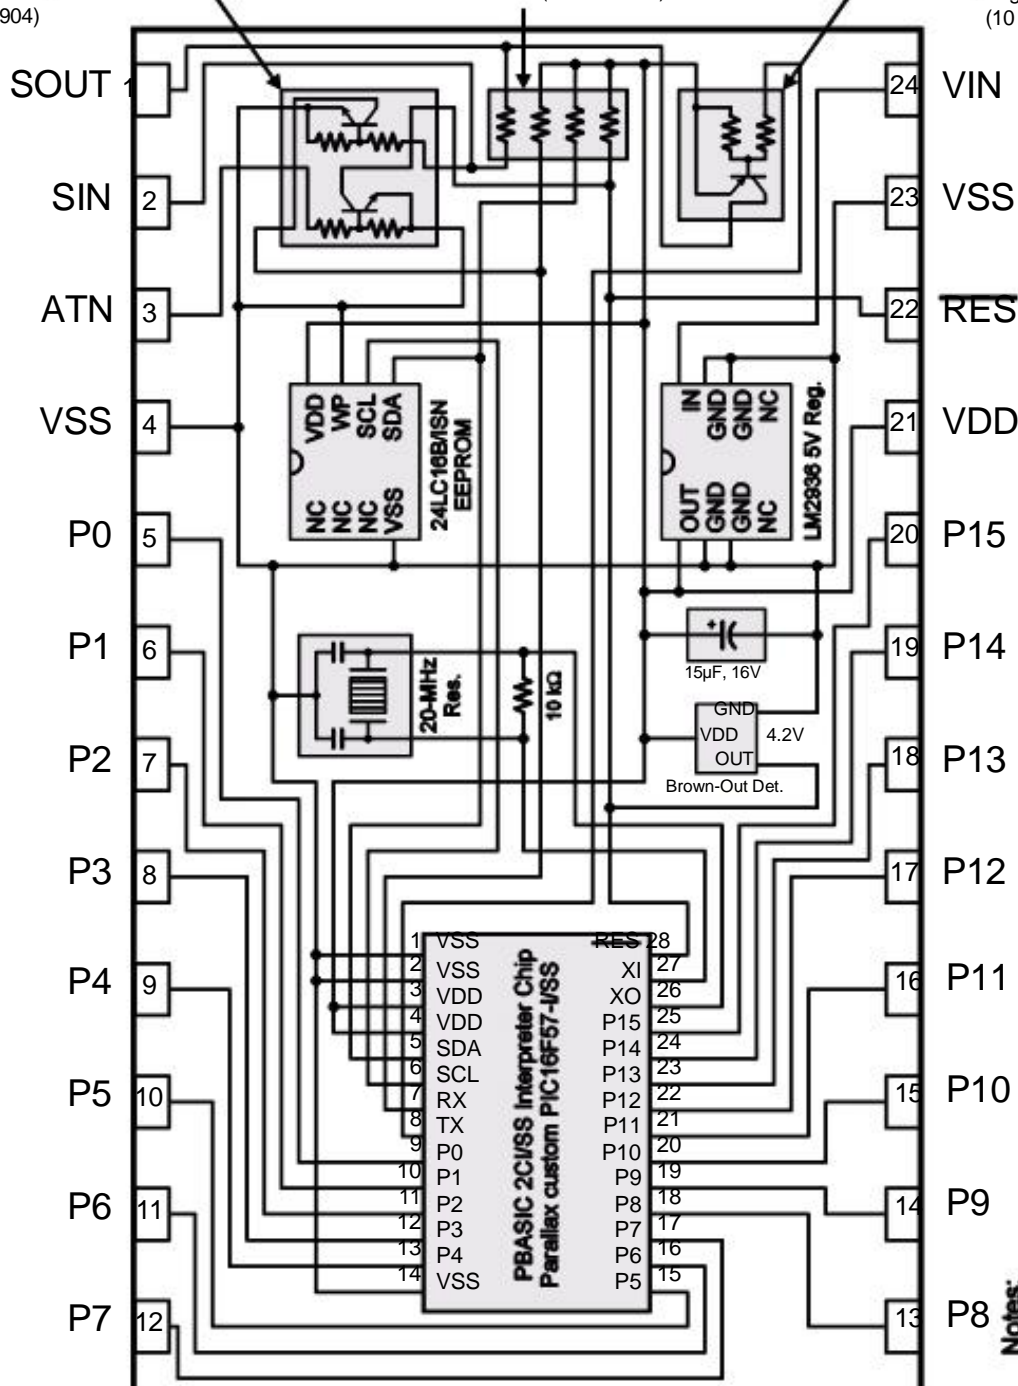 904)
(10
SOUT 1
SIN 2
ATN 3
VSS 4
P0 5
P1 6
P2 7
P3 8
P4 9
P5 10
P6 11
P7 12
24 VIN
23 VSS
22 RES
21 VDD
20 P15
19 P14
18 P13
17 P12
16 P11
15 P10
14 P9
13 P8
VDD
WP
SCL
SDA
NC
NC
NC
VSS
24LC16B/ISN
EEPROM
IN
GND
GND
NC
OUT
GND
GND
NC
LM2936 5V Reg.
20-MHz
Res.
10 kΩ
+
15µF, 16V
GND
VDD 4.2V
OUT
Brown-Out Det.
1 VSS
2 VSS
3 VDD
4 VDD
5 SDA
6 SCL
7 RX
8 TX
9 P0
10 P1
11 P2
12 P3
13 P4
14 VSS
PBASIC 2CI/SS Interpreter Chip
Parallax custom PIC16F57-I/SS
RES 28
XI 27
XO 26
P15 25
P14 24
P13 23
P12 22
P11 21
P10 20
P9 19
P8 18
P7 17
P6 16
P5 15
Notes: